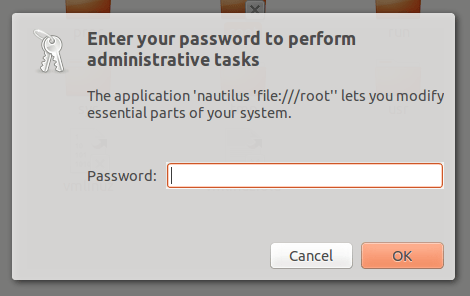 Enter your password to perform
administrative tasks
The application 'nautilus 'file:///root'' lets you modify
essential parts of your system.
Password:
Cancel
OK